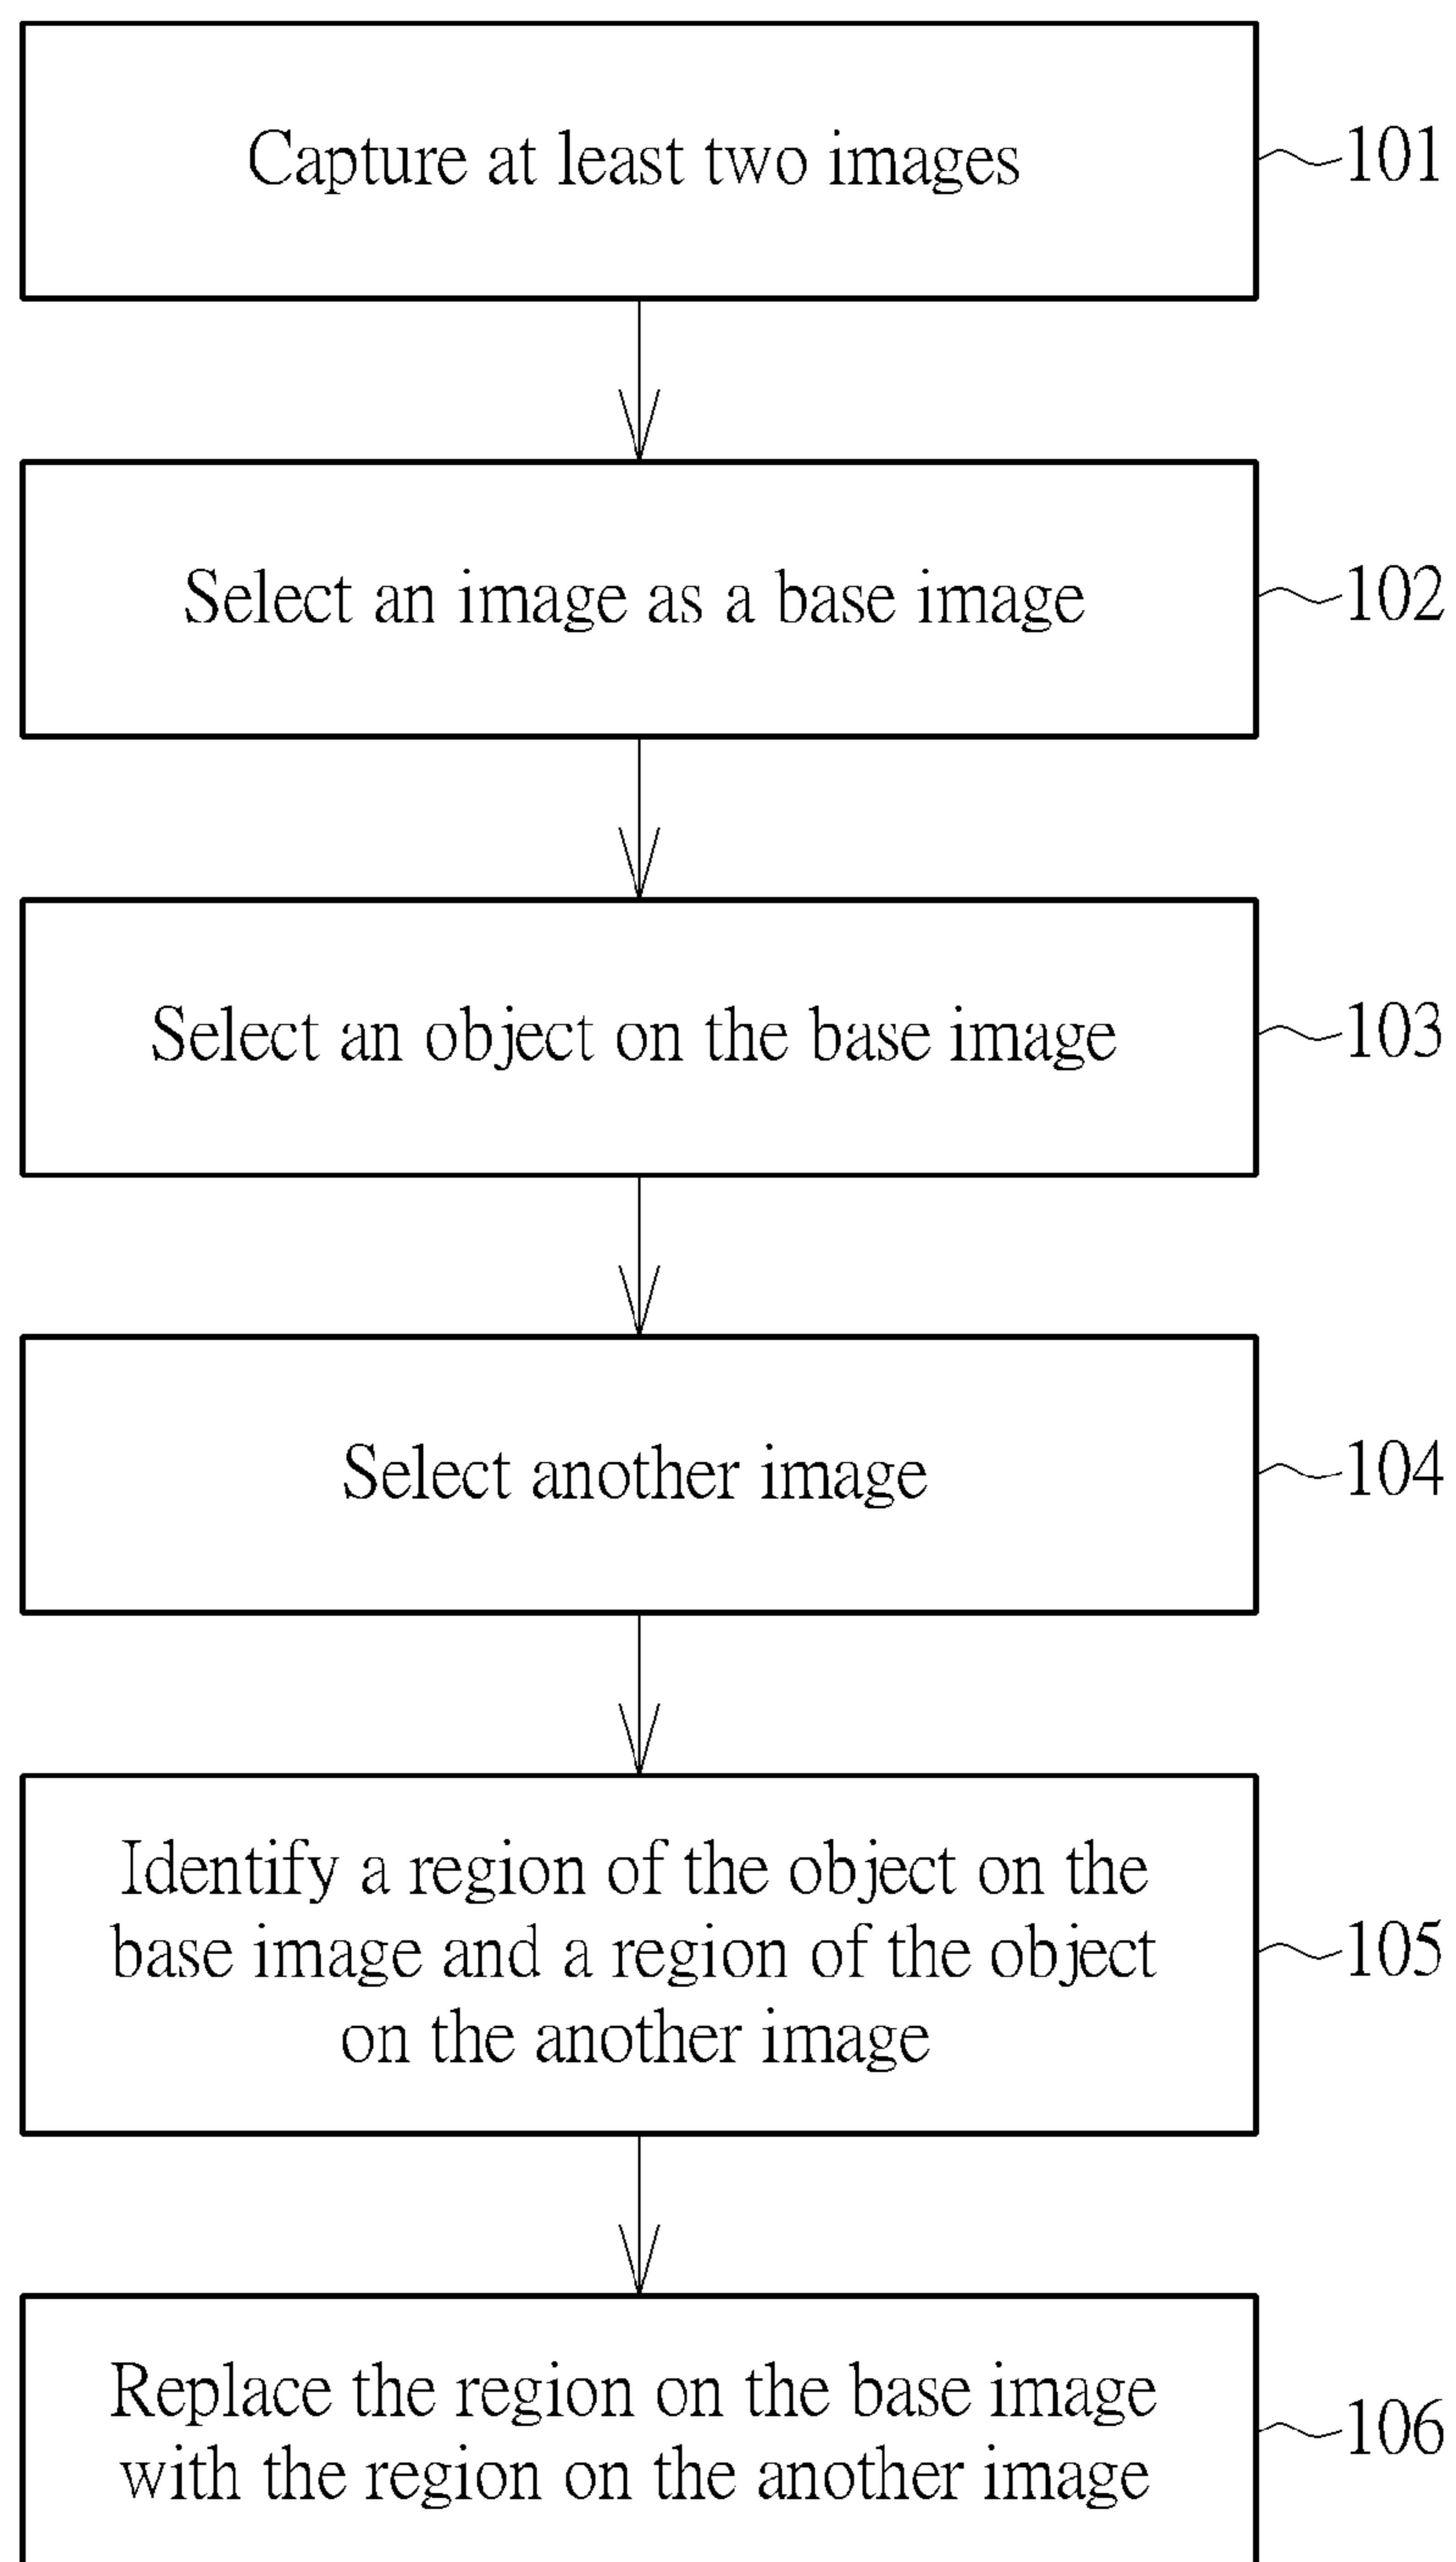 Capture at least two images
101
Select an image as a base image
102
Select an object on the base image
103
Select another image
104
Identify a region of the object on the
base image and a region of the object
on the another image
105
Replace the region on the base image
with the region on the another image
106